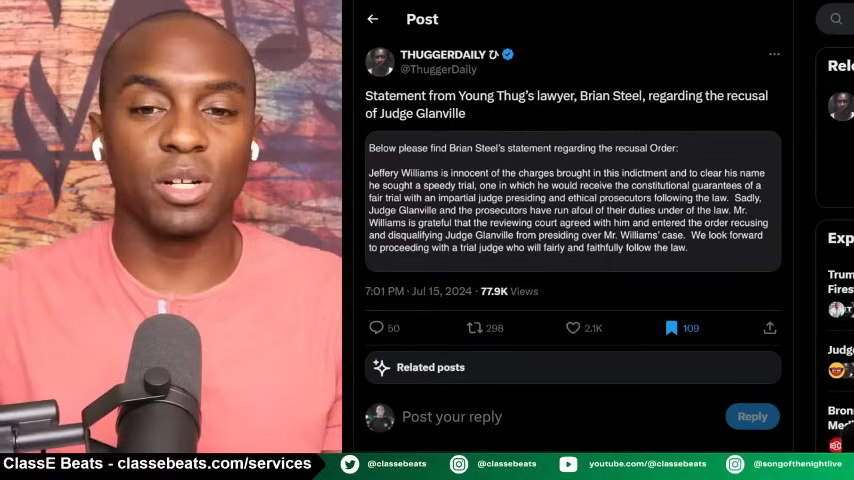 Post
THUGGERDAILY ひ
@ThuggerDaily
Statement from Young Thug's lawyer, Brian Steel, regarding the recusal
of Judge Glanville
Below please find Brian Steel's statement regarding the recusal Order:
Jeffery Williams is innocent of the charges brought in this indictment and to clear his name
he sought a speedy trial, one in which he would receive the constitutional guarantees of a
fair trial with an impartial judge presiding and ethical prosecutors following the law. Sadly,
Judge Glanville and the prosecutors have run afoul of their duties under of the law. Mr.
Williams is grateful that the reviewing court agreed with him and entered the order recusing
and disqualifying Judge Glanville from presiding over Mr. Williams' case. We look forward
to proceeding with a trial judge who will fairly and faithfully follow the law.
7:01 PM · Jul 15, 2024 · 77.9K Views
50 298 2.1K 109
Related posts
Post your reply
Reply
Rele
Exp
Trum
Fires
Judg
Bron
Med
ClassE Beats - classebeats.com/services
@classebeats
@classebeats
youtube.com/@classebeats
@songofthenightlive